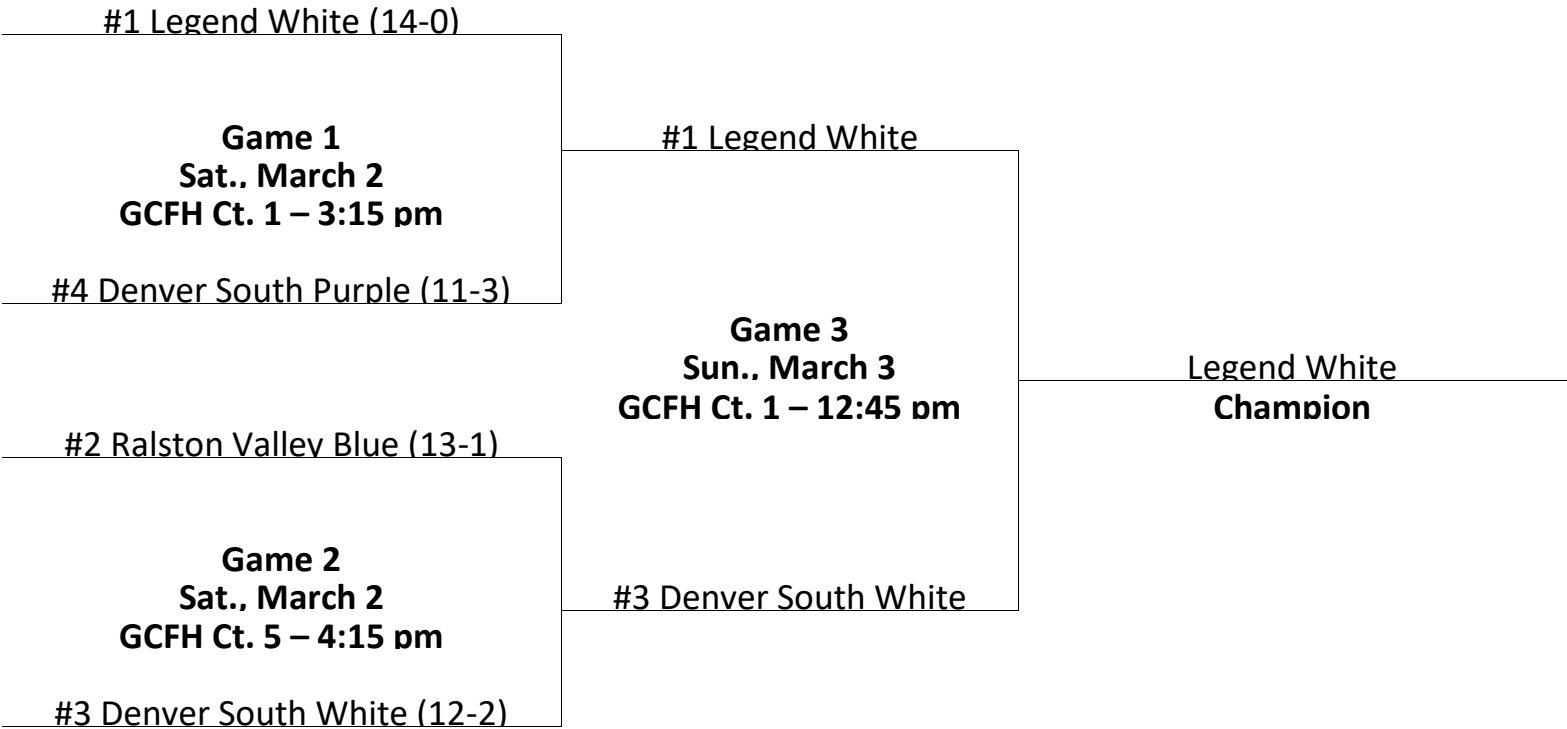 #1 Legend White (14-0)
Game 1
Sat., March 2
GCFH Ct. 1 – 3:15 pm
#4 Denver South Purple (11-3)
#1 Legend White
Game 3
Sun., March 3
GCFH Ct. 1 – 12:45 pm
Legend White
Champion
#2 Ralston Valley Blue (13-1)
Game 2
Sat., March 2
GCFH Ct. 5 – 4:15 pm
#3 Denver South White
#3 Denver South White (12-2)